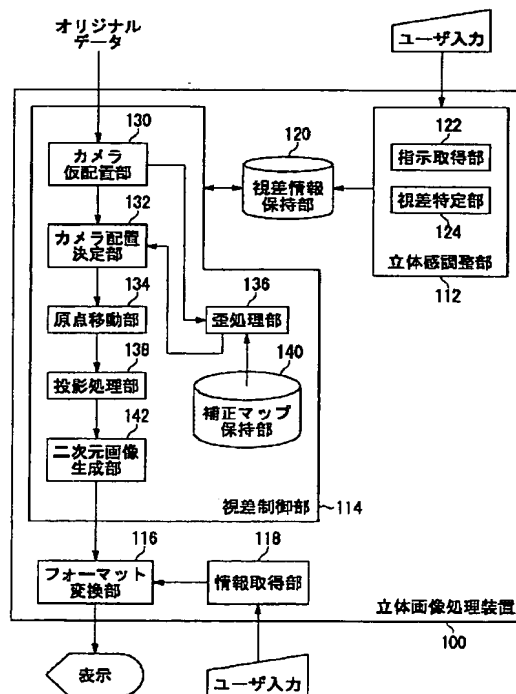 オリジナル
データ
ユーザ入力
130
カメラ
仮配置部
120
視差情報
保持部
122
指示取得部
視差特定部
124
立体感調整部
112
132
カメラ配置
決定部
134
原点移動部
136
歪処理部
138
投影処理部
140
補正マップ
保持部
142
二次元画像
生成部
視差制御部
114
116
フォーマット
変換部
118
情報取得部
立体画像処理装置
100
表示
ユーザ入力